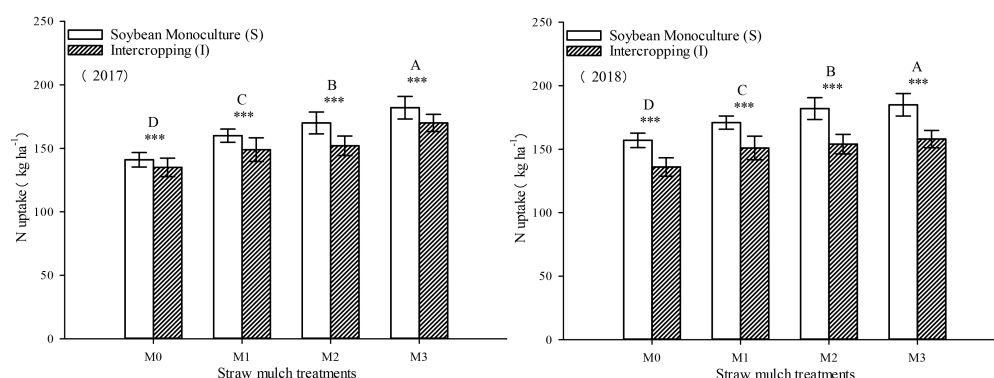 250
Soybean Monoculture (S)
Intercropping (I)
( 2017)
A
***
B
***
C
***
D
***
200
150
100
50
0
N uptake( kg ha-1)
M0 M1 M2 M3
Straw mulch treatments
250
Soybean Monoculture (S)
Intercropping (I)
( 2018)
A
***
B
***
C
***
D
***
200
150
100
50
0
N uptake( kg ha-1)
M0 M1 M2 M3
Straw mulch treatments